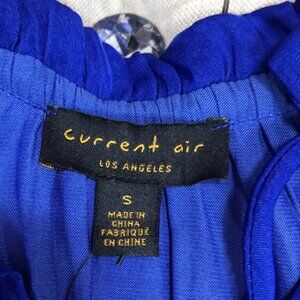 current air
LOS ANGELES
S
MADE IN
CHINA
FABRIQUÉ
EN CHINE